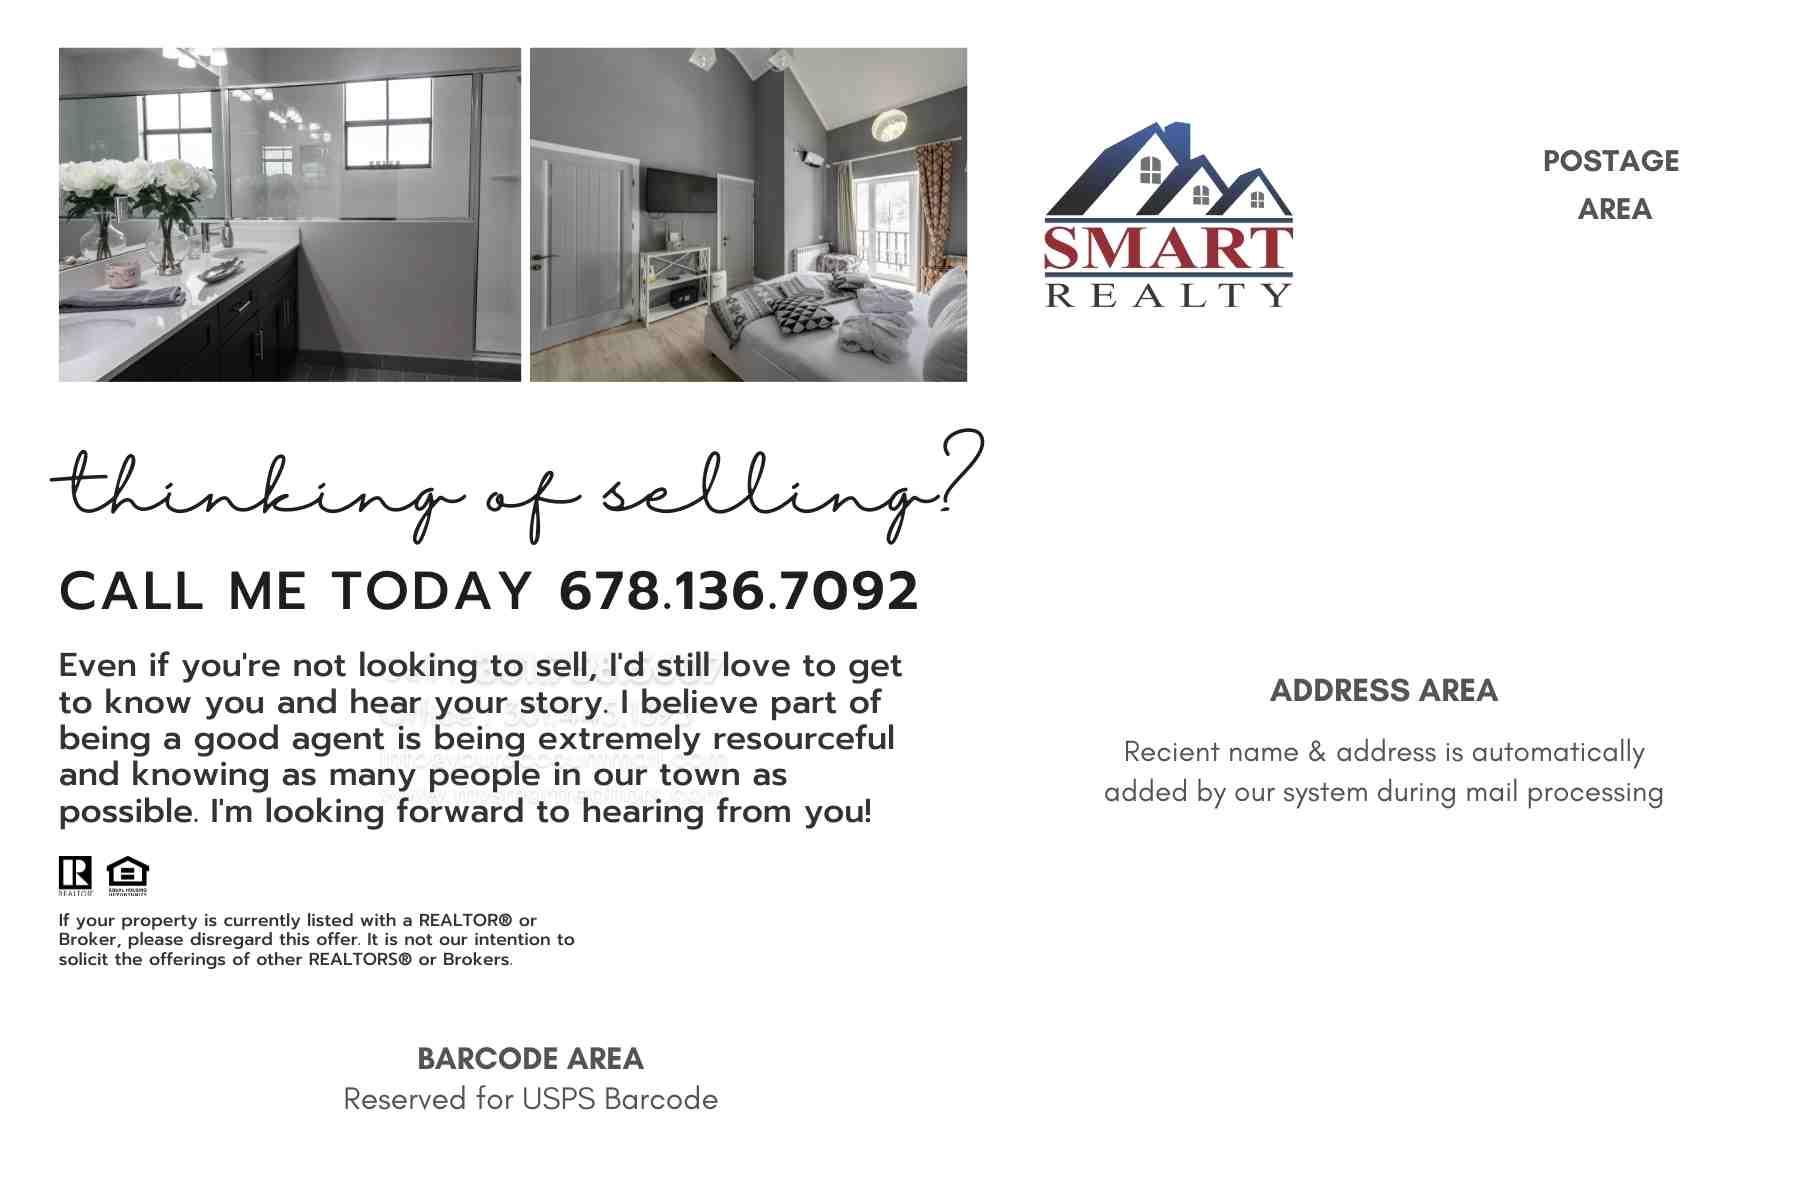 SMART
REALTY
POSTAGE
AREA
thinking of selling?
CALL ME TODAY 678.136.7092
Even if you're not looking to sell, I'd still love to get
to know you and hear your story. I believe part of
being a good agent is being extremely resourceful
and knowing as many people in our town as
possible. I'm looking forward to hearing from you!
REALTOR®
EQUAL HOUSING
OPPORTUNITY
If your property is currently listed with a REALTOR® or
Broker, please disregard this offer. It is not our intention to
solicit the offerings of other REALTORS® or Brokers.
ADDRESS AREA
Recient name & address is automatically
added by our system during mail processing
BARCODE AREA
Reserved for USPS Barcode